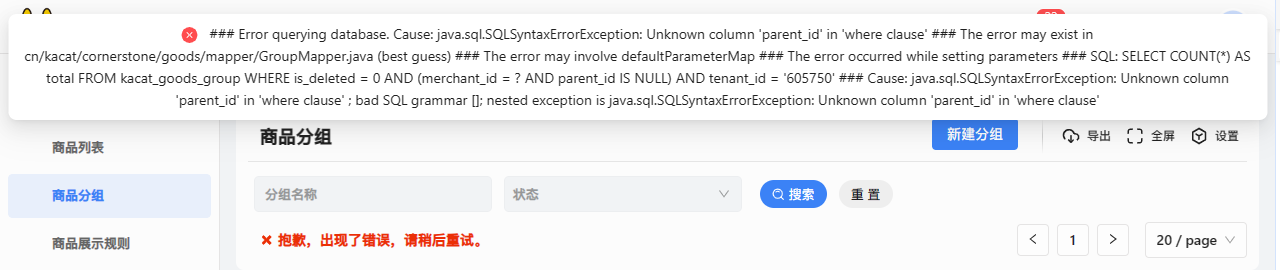 ### Error querying database. Cause: java.sql.SQLSyntaxErrorException: Unknown column 'parent_id' in 'where clause' ### The error may exist in
cn/kacat/cornerstone/goods/mapper/GroupMapper.java (best guess) ### The error may involve defaultParameterMap ### The error occurred while setting parameters ### SQL: SELECT COUNT(*) AS
total FROM kacat_goods_group WHERE is_deleted = 0 AND (merchant_id = ? AND parent_id IS NULL) AND tenant_id = '605750' ### Cause: java.sql.SQLSyntaxErrorException: Unknown column
'parent_id' in 'where clause' ; bad SQL grammar []; nested exception is java.sql.SQLSyntaxErrorException: Unknown column 'parent_id' in 'where clause'
商品列表
商品分组
商品展示规则
商品分组
新建分组
导出
全屏
设置
分组名称
状态
搜索
重 置
抱歉，出现了错误，请稍后重试。
1
20 / page